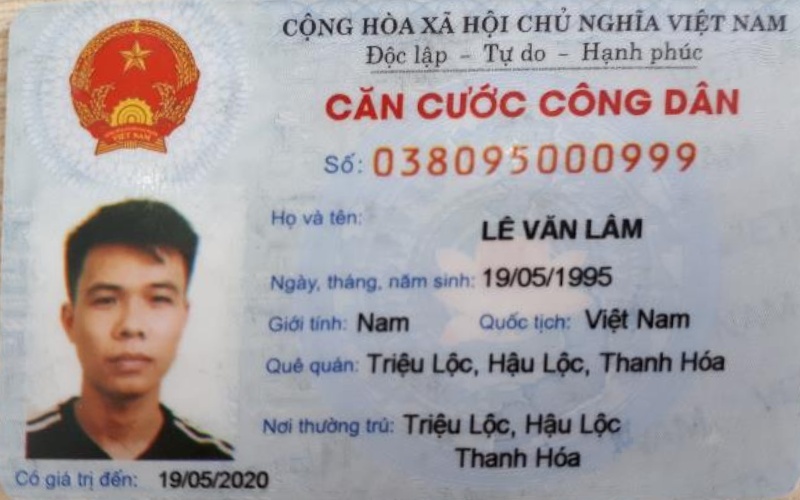 CỘNG HÒA XÃ HỘI CHỦ NGHĨA VIỆT NAM
Độc lập - Tự do - Hạnh phúc
CĂN CƯỚC CÔNG DÂN
Số: 038095000999
Họ và tên: LÊ VĂN LÂM
Ngày, tháng, năm sinh: 19/05/1995
Giới tính: Nam Quốc tịch: Việt Nam
Quê quán: Triệu Lộc, Hậu Lộc, Thanh Hóa
Nơi thường trú: Triệu Lộc, Hậu Lộc
Thanh Hóa
Có giá trị đến: 19/05/2020
VIỆT NAM